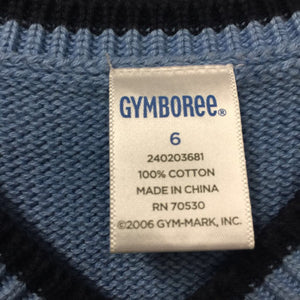 GYMBOREE®
6
240203681
100% COTTON
MADE IN CHINA
RN 70530
©2006 GYM-MARK, INC.